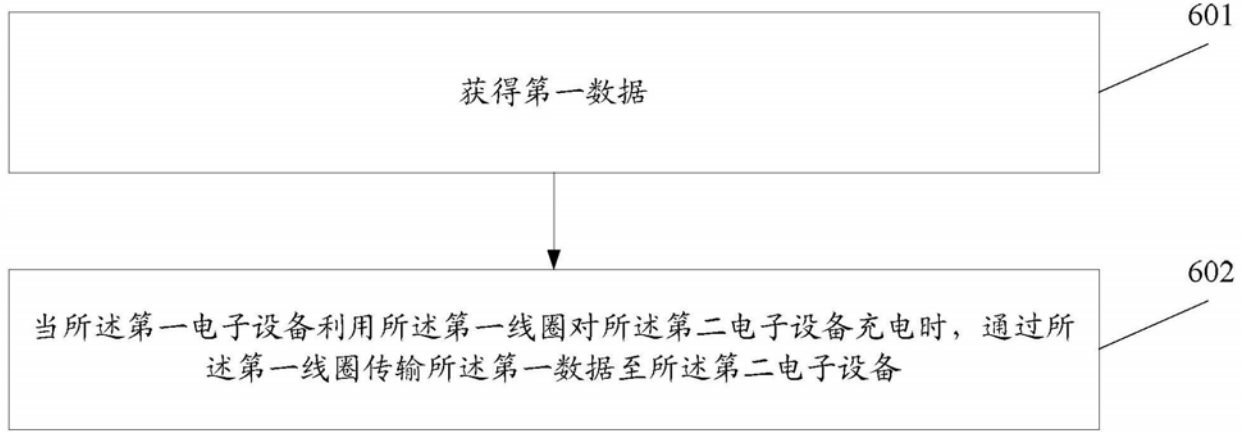 601
获得第一数据
602
当所述第一电子设备利用所述第一线圈对所述第二电子设备充电时，通过所
述第一线圈传输所述第一数据至所述第二电子设备